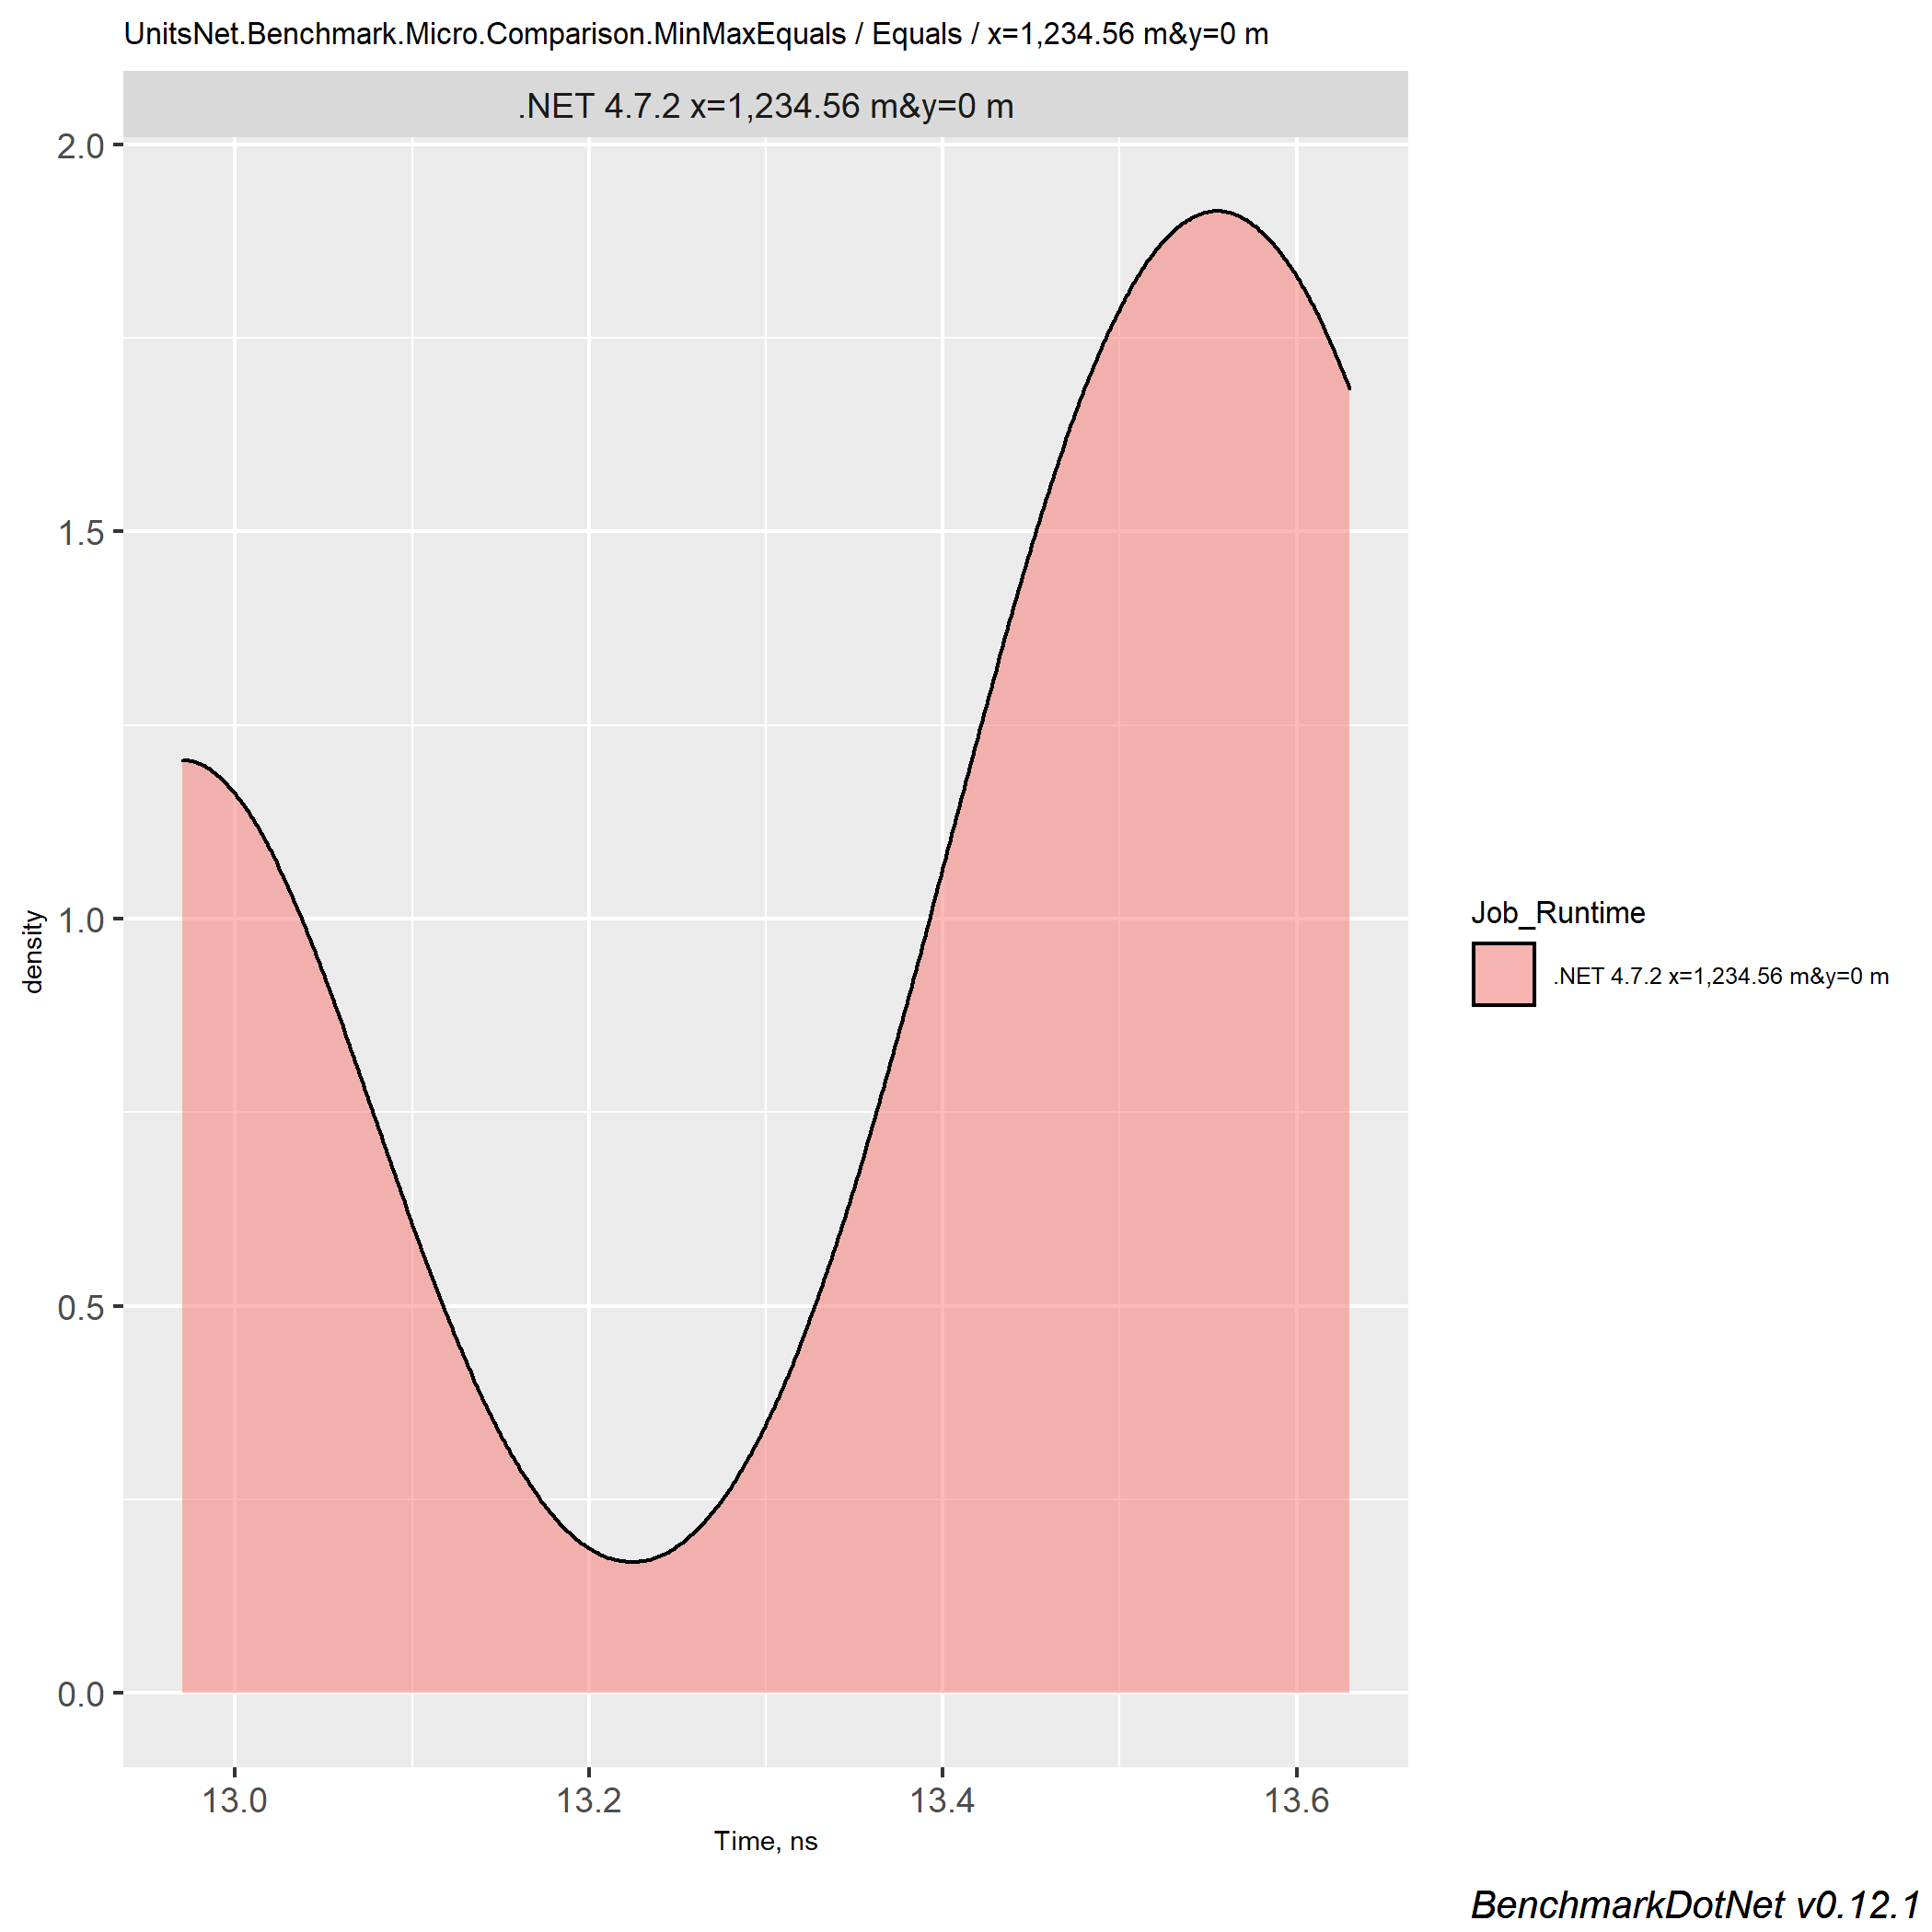 UnitsNet.Benchmark.Micro.Comparison.MinMaxEquals / Equals / x=1,234.56 m&y=0 m
.NET 4.7.2 x=1,234.56 m&y=0 m
2.0
1.5
1.0
0.5
0.0
density
13.0 13.2 13.4 13.6
Time, ns
Job_Runtime
.NET 4.7.2 x=1,234.56 m&y=0 m
BenchmarkDotNet v0.12.1